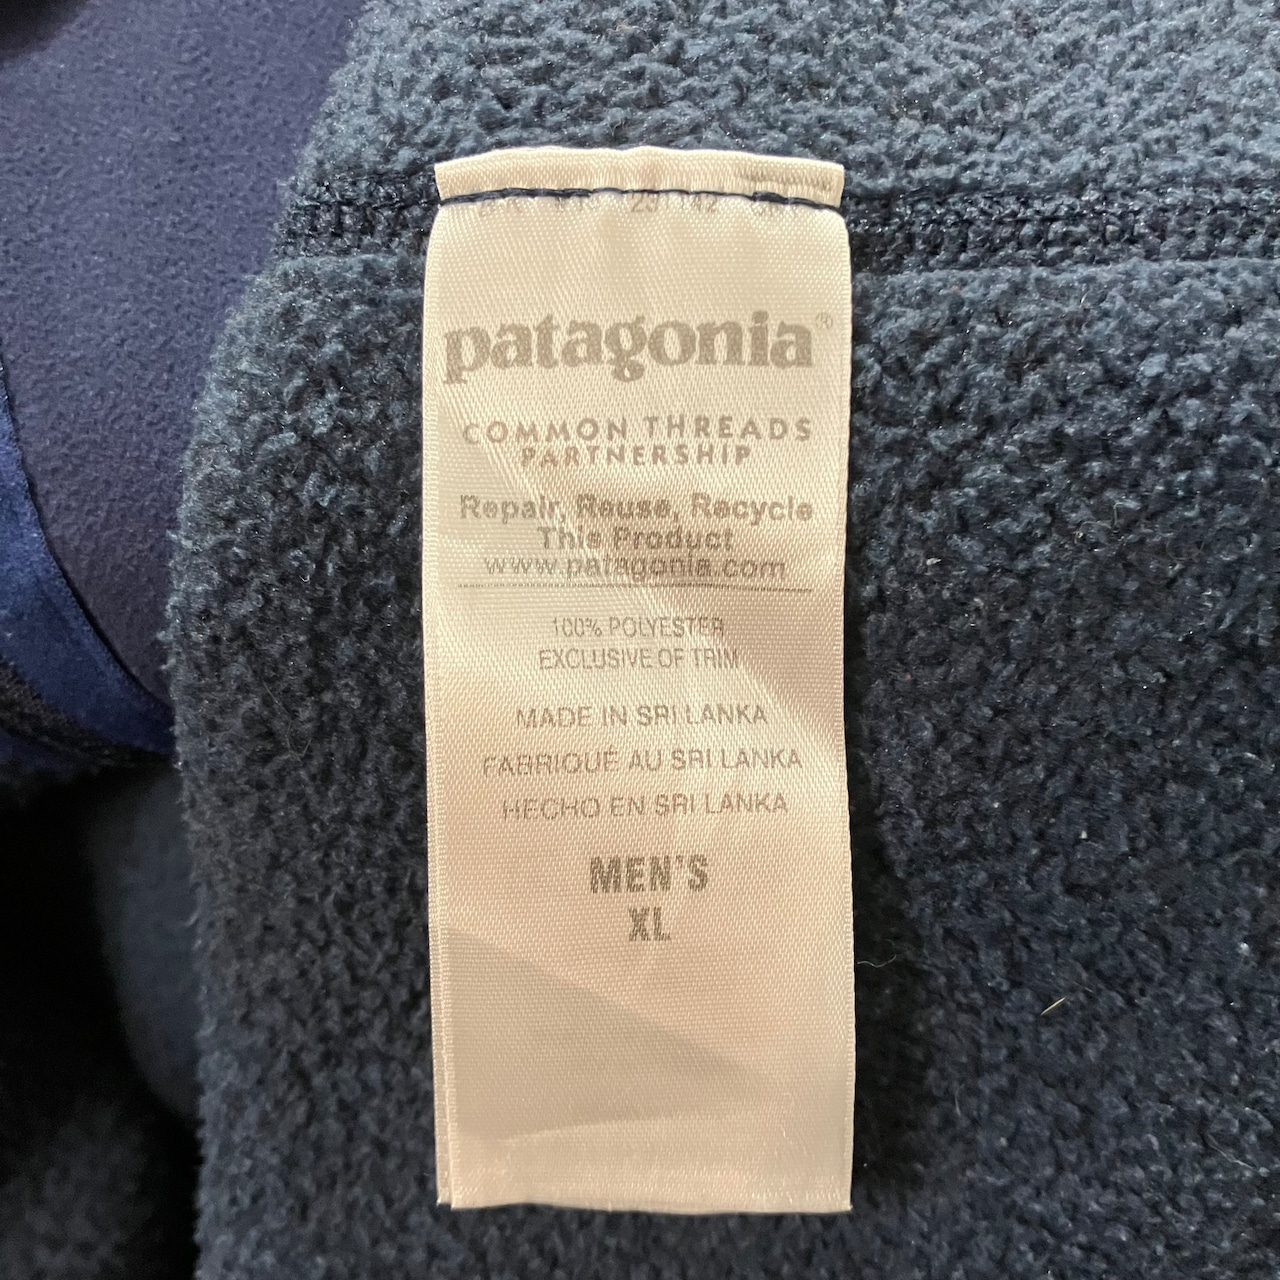 patagonia®
COMMON THREADS
PARTNERSHIP
Repair, Reuse, Recycle
This Product
www.patagonia.com
100% POLYESTER
EXCLUSIVE OF TRIM
MADE IN SRI LANKA
FABRIQUÉ AU SRI LANKA
HECHO EN SRI LANKA
MEN'S
XL